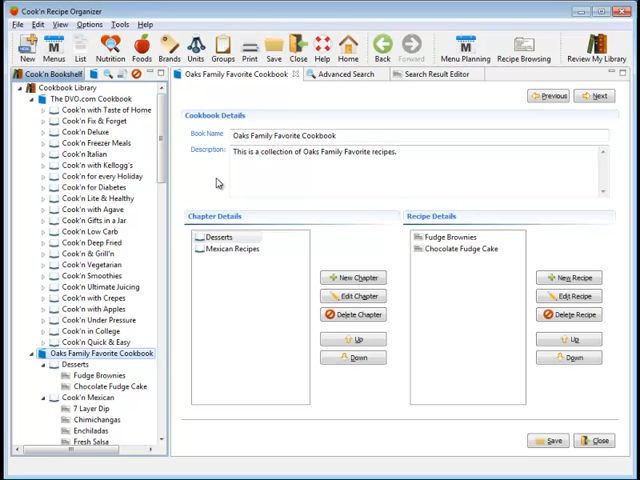 Cook'n Recipe Organizer
File Edit View Options Tools Help
New Menus List Nutrition Foods Brands Units Groups Print Save Close Help Home Back Forward Menu Planning Recipe Browsing Review My Library
Cook'n Bookshelf
Oaks Family Favorite Cookbook Advanced Search Search Result Editor
Cookbook Library
The DVO.com Cookbook
Cook'n with Taste of Home
Cook'n Fix & Forget
Cook'n Deluxe
Cook'n Freezer Meals
Cook'n Italian
Cook'n with Kellogg's
Cook'n for every Holiday
Cook'n for Diabetes
Cook'n Lite & Healthy
Cook'n with Agave
Cook'n Gifts in a Jar
Cook'n Low Carb
Cook'n Deep Fried
Cook'n & Grill'n
Cook'n Vegetarian
Cook'n Smoothies
Cook'n Ultimate Juicing
Cook'n with Crepes
Cook'n with Apples
Cook'n Under Pressure
Cook'n in College
Cook'n Quick & Easy
Oaks Family Favorite Cookbook
Desserts
Fudge Brownies
Chocolate Fudge Cake
Cook'n Mexican
7 Layer Dip
Chimichangas
Enchiladas
Fresh Salsa
Previous Next
Cookbook Details
Book Name Oaks Family Favorite Cookbook
Description: This is a collection of Oaks Family Favorite recipes.
Chapter Details
Desserts
Mexican Recipes
New Chapter
Edit Chapter
Delete Chapter
Up
Down
Recipe Details
Fudge Brownies
Chocolate Fudge Cake
New Recipe
Edit Recipe
Delete Recipe
Up
Down
Save Close